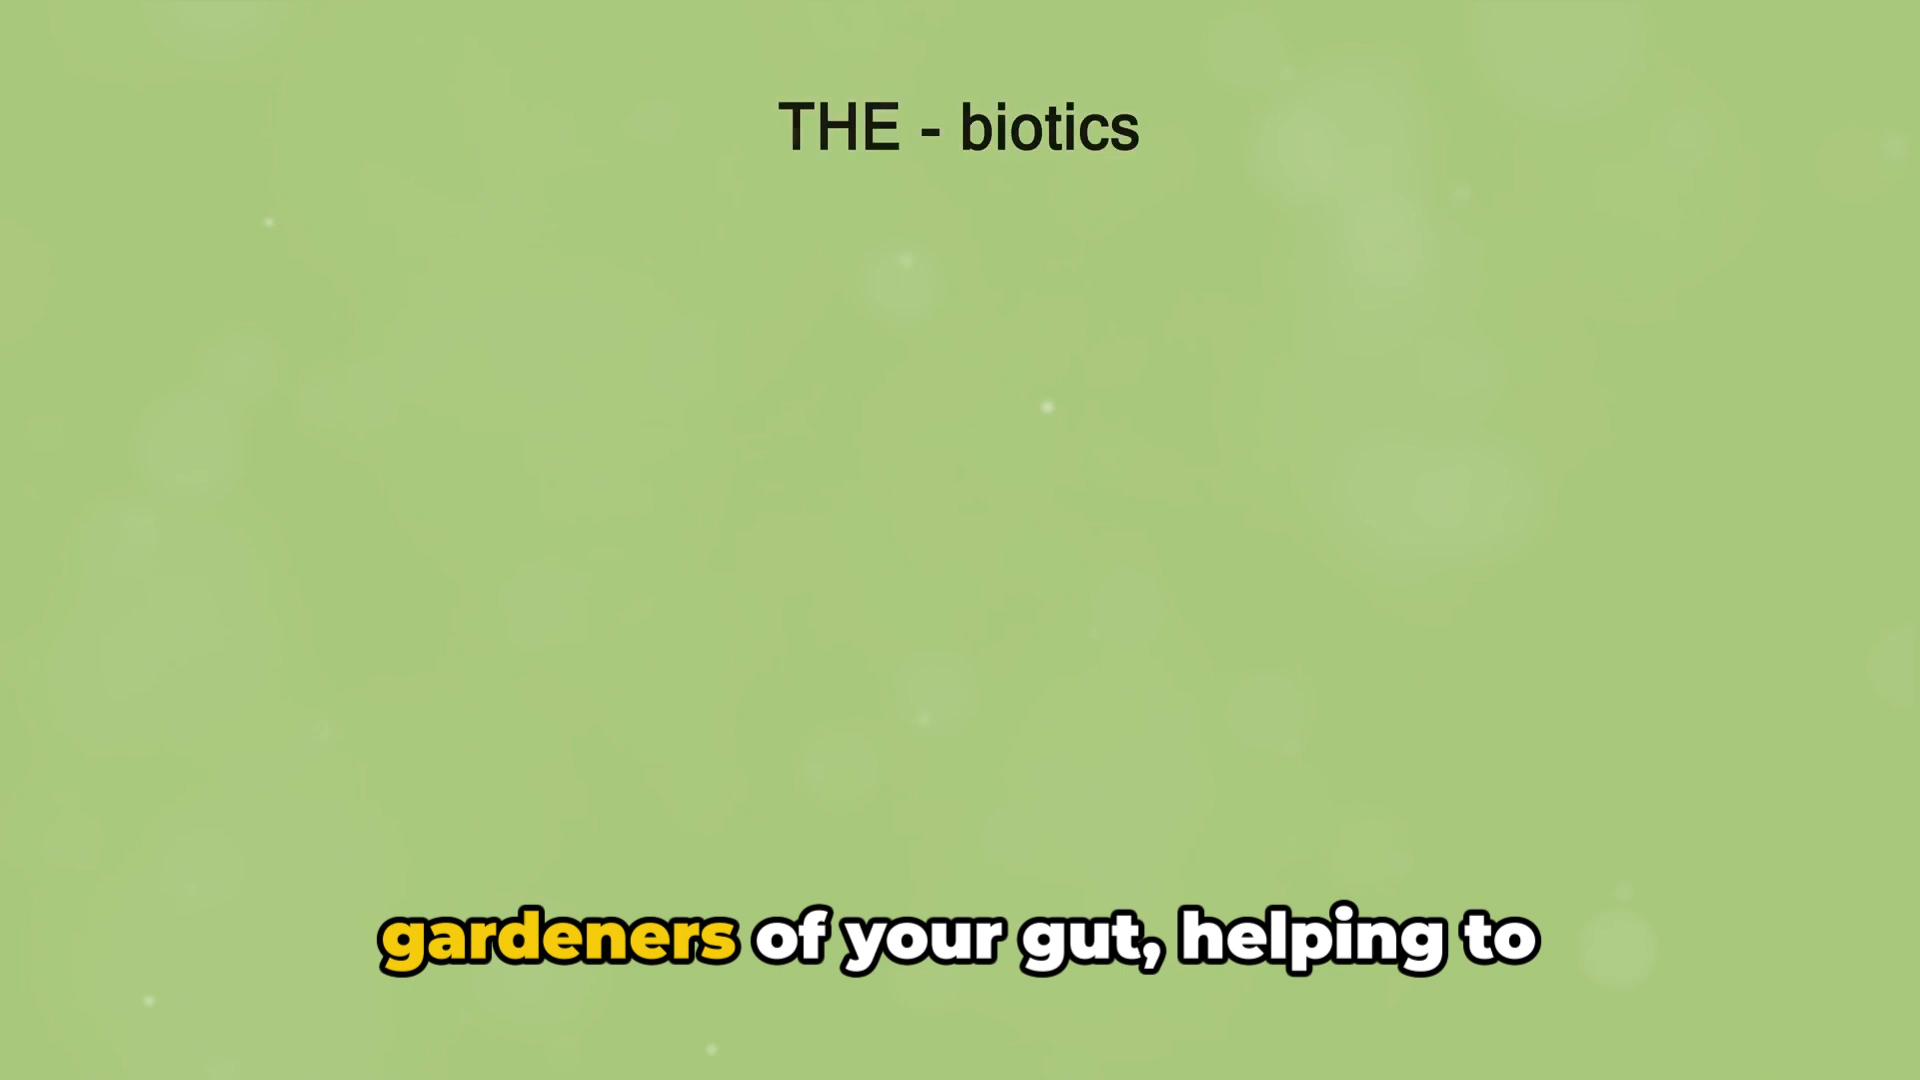 THE - biotics
gardeners of your gut, helping to